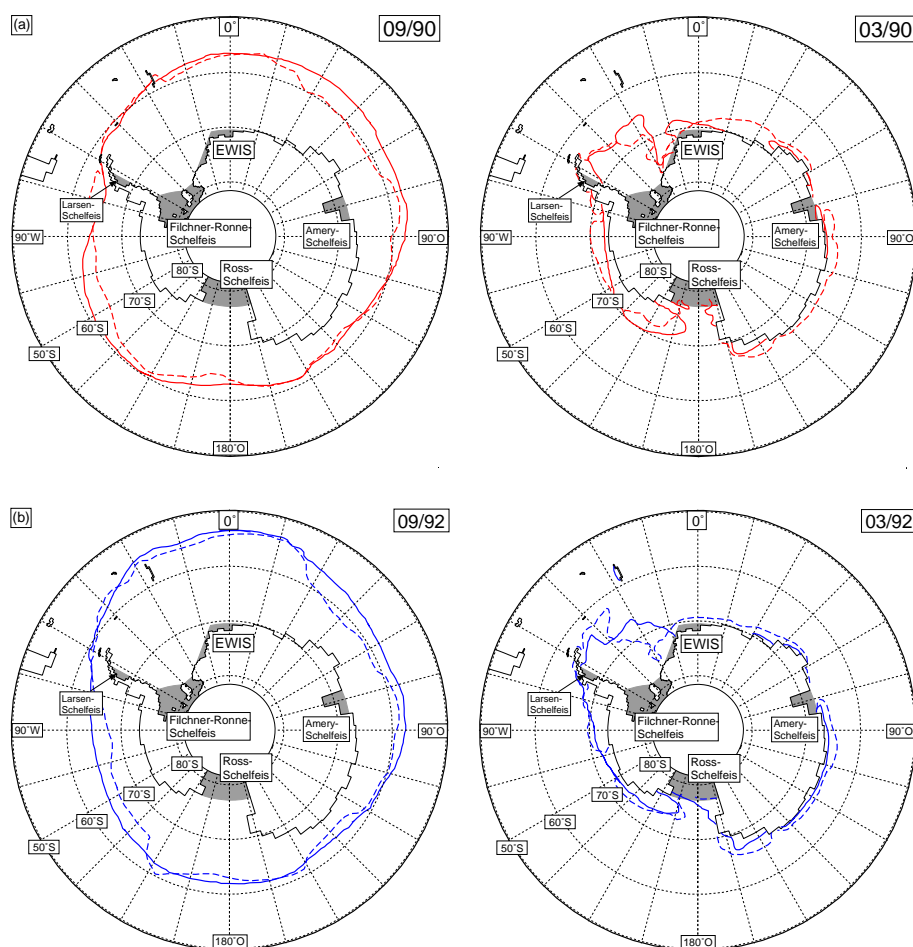 (a)
0°
09/90
EWIS
Larsen-
Schelfeis
Filchner-Ronne-
Schelfeis
Amery-
Schelfeis
90°W
90°O
Ross-
Schelfeis
80°S
70°S
60°S
50°S
180°O
0°
03/90
EWIS
Larsen-
Schelfeis
Filchner-Ronne-
Schelfeis
Amery-
Schelfeis
90°W
90°O
Ross-
Schelfeis
80°S
70°S
60°S
50°S
180°O
(b)
0°
09/92
EWIS
Larsen-
Schelfeis
Filchner-Ronne-
Schelfeis
Amery-
Schelfeis
90°W
90°O
Ross-
Schelfeis
80°S
70°S
60°S
50°S
180°O
0°
03/92
EWIS
Larsen-
Schelfeis
Filchner-Ronne-
Schelfeis
Amery-
Schelfeis
90°W
90°O
Ross-
Schelfeis
80°S
70°S
60°S
50°S
180°O